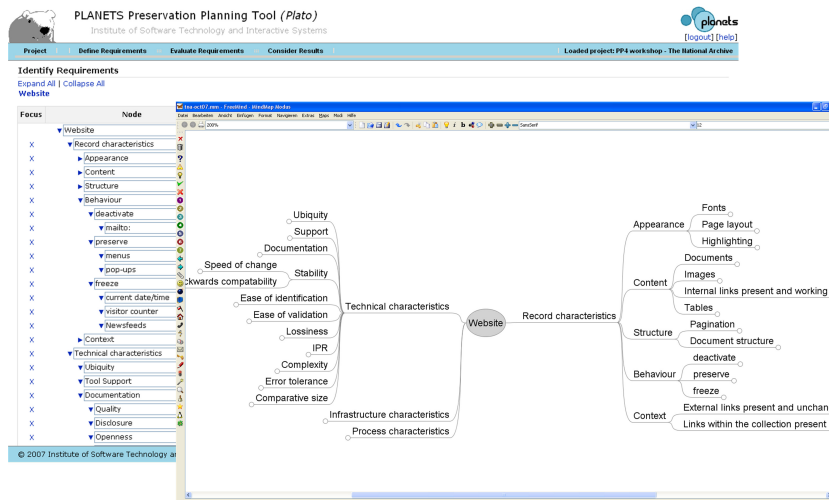 PLANETS Preservation Planning Tool (Plato)
Institute of Software Technology and Interactive Systems
planets
[logout] [help]
Project | Define Requirements Evaluate Requirements Consider Results
Loaded project: PP4 workshop - The National Archive
Identify Requirements
Expand All | Collapse All
Website
Focus Node
Website
X Record characteristics
X Appearance
X Content
X Structure
X Behaviour
X deactivate
X mailto:
X preserve
X menus
X pop-ups
X freeze
X current date/time
X visitor counter
X Newsfeeds
X Context
X Technical characteristics
X Ubiquity
X Tool Support
X Documentation
X Quality
X Disclosure
X Openness
© 2007 Institute of Software Technology a
tna-oct07.mm - FreeMind - MindMap Modus
Datei Bearbeiten Ansicht Einfügen Format Navigieren Extras Maps Modi Hilfe
200%
SansSerif
12
Ubiquity
Support
Documentation
Speed of change
Stability
ckwards compatability
Ease of identification
Ease of validation
Lossiness
IPR
Complexity
Error tolerance
Comparative size
Technical characteristics
Infrastructure characteristics
Process characteristics
Website
Record characteristics
Appearance
Fonts
Page layout
Highlighting
Content
Documents
Images
Internal links present and working
Tables
Structure
Pagination
Document structure
Behaviour
deactivate
preserve
freeze
Context
External links present and unchan
Links within the collection present